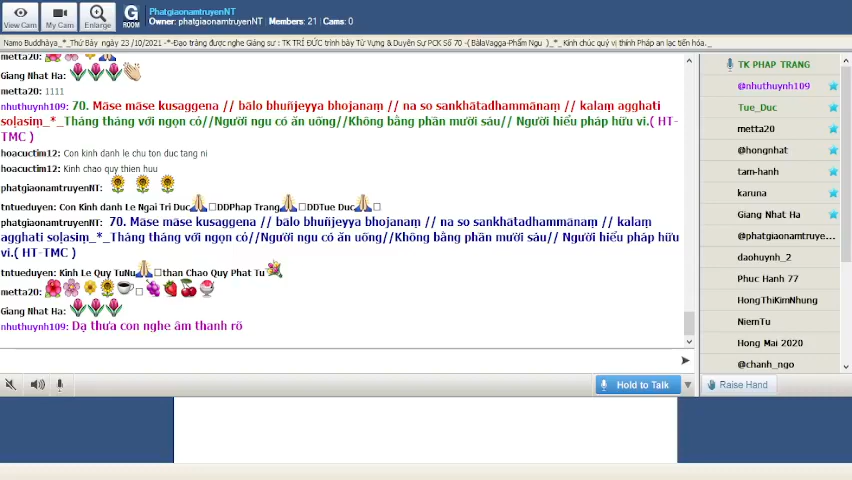 View Cam
My Cam
Enlarge
G
ROOM
PhatgiaonamtruyenNT
Owner: phatgiaonamtruyenNT | Members: 21 | Cams: 0
Namo Buddhàya_*_Thứ Bảy ngày 23 /10/2021 -*-Đạo tràng được nghe Giảng sư : TK TRÍ ĐỨC trình bày Từ Vựng & Duyên Sự PCK Số 70 -( BàlaVagga-Phẩm Ngu )_*_ Kính chúc quý vị thính Pháp an lạc tiến hóa._
metta20:
Giang Nhat Ha:
metta20: 1111
nhuthuynh109: 70. Māse māse kusaggena // bālo bhuñjeyya bhojanaṃ // na so saṅkhātadhammānaṃ // kalaṃ agghati
soḷasiṃ_*_Tháng tháng với ngọn cỏ//Người ngu có ăn uống//Không bằng phần mười sáu// Người hiểu pháp hữu vi.( HT-
TMC )
hoacuctim12: Con kinh danh le chu ton duc tang ni
hoacuctim12: Kinh chao quy thien huu
phatgiaonamtruyenNT:
tntueduyen: Con Kinh danh Le Ngai Tri Duc DDPhap Trang DDTue Duc
phatgiaonamtruyenNT: 70. Māse māse kusaggena // bālo bhuñjeyya bhojanaṃ // na so saṅkhātadhammānaṃ // kalaṃ
agghati soḷasiṃ_*_Tháng tháng với ngọn cỏ//Người ngu có ăn uống//Không bằng phần mười sáu// Người hiểu pháp hữu
vi.( HT-TMC )
tntueduyen: Kinh Le Quy TuNu than Chao Quy Phat Tu
metta20:
Giang Nhat Ha:
nhuthuynh109: Dạ thưa con nghe âm thanh rõ
Hold to Talk
Raise Hand
TK PHAP TRANG
@nhuthuynh109
Tue_Duc
metta20
@hongnhat
tam-hanh
karuna
Giang Nhat Ha
@phatgiaonamtruye...
daohuynh_2
Phuc Hanh 77
HongThiKimNhung
NiemTu
Hong Mai 2020
@chanh_ngo